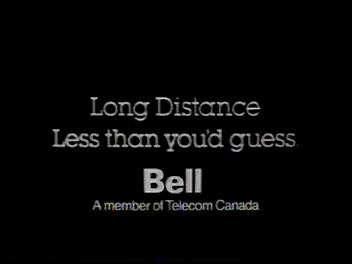 Long Distance
Less than you'd guess.
Bell
A member of Telecom Canada